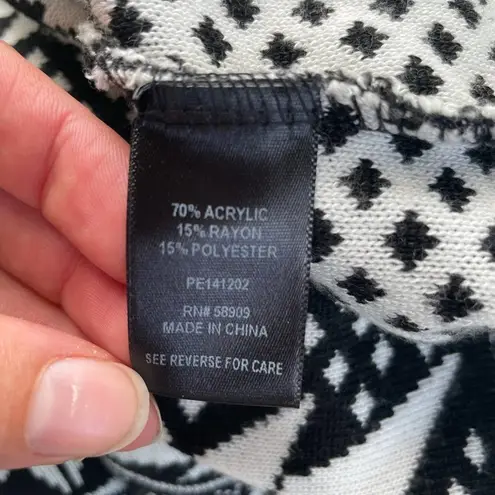 70% ACRYLIC
15% RAYON
15% POLYESTER
PE141202
RN# 58909
MADE IN CHINA
SEE REVERSE FOR CARE